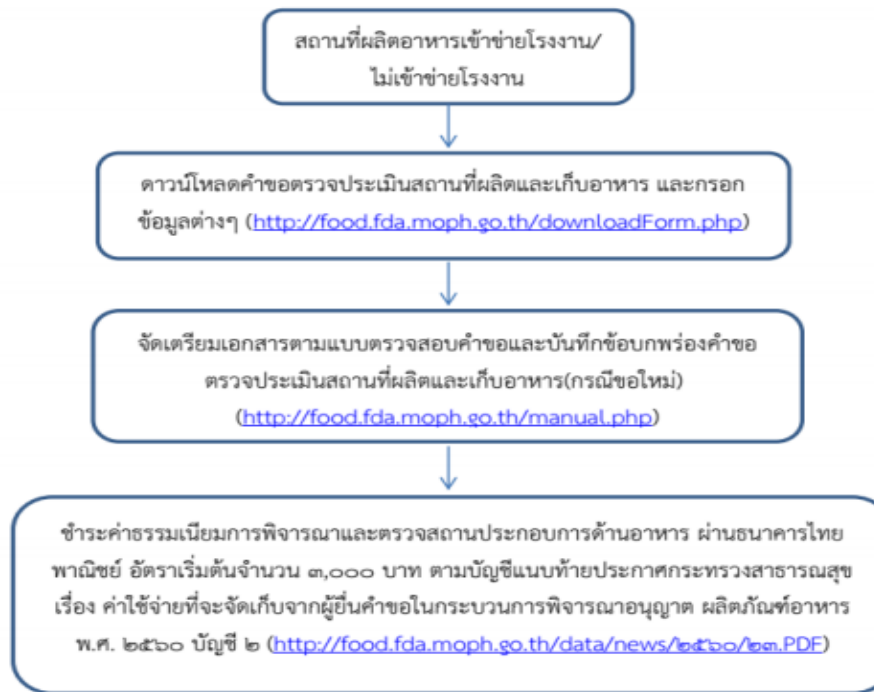 สถานที่ผลิตอาหารเข้าข่ายโรงงาน/
ไม่เข้าข่ายโรงงาน
ดาวน์โหลดคำขอตรวจประเมินสถานที่ผลิตและเก็บอาหาร และกรอก
ข้อมูลต่างๆ (http://food.fda.moph.go.th/downloadForm.php)
จัดเตรียมเอกสารตามแบบตรวจสอบคำขอและบันทึกข้อบกพร่องคำขอ
ตรวจประเมินสถานที่ผลิตและเก็บอาหาร(กรณีขอใหม่)
(http://food.fda.moph.go.th/manual.php)
ชำระค่าธรรมเนียมการพิจารณาและตรวจสถานประกอบการด้านอาหาร ผ่านธนาคารไทย
พาณิชย์ อัตราเริ่มต้นจำนวน ๓,๐๐๐ บาท ตามบัญชีแนบท้ายประกาศกระทรวงสาธารณสุข
เรื่อง ค่าใช้จ่ายที่จะจัดเก็บจากผู้ยื่นคำขอในกระบวนการพิจารณาอนุญาต ผลิตภัณฑ์อาหาร
พ.ศ. ๒๕๖๐ บัญชี ๒ (http://food.fda.moph.go.th/data/news/๒๕๖๐/๒๓.PDF)